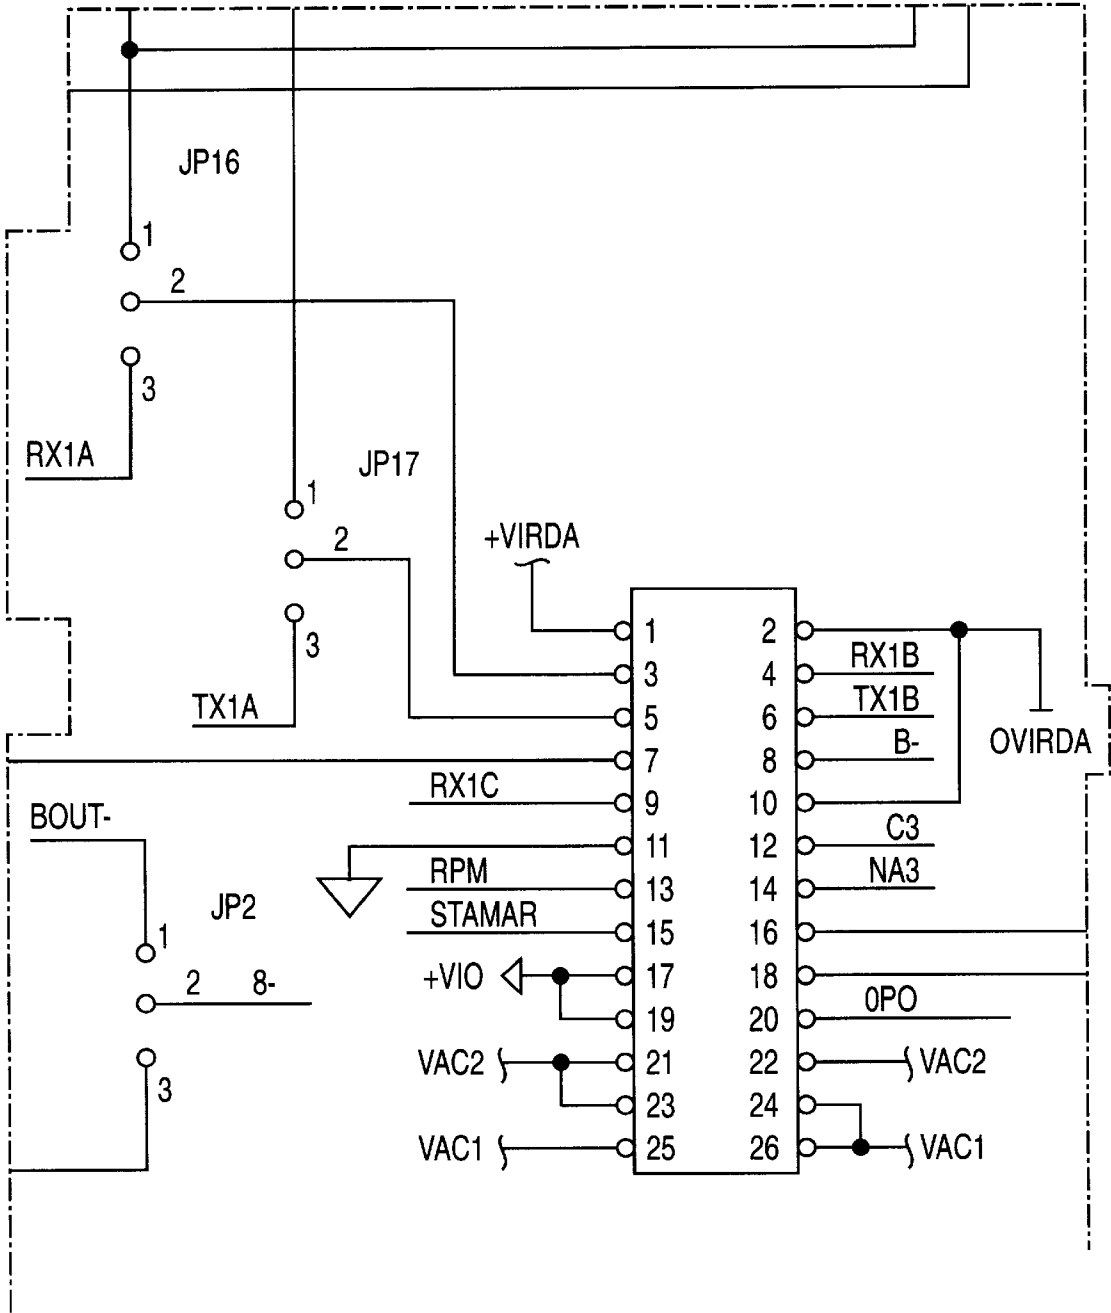 JP16
1
2
3
RX1A
JP17
1
2
3
TX1A
+VIRDA
1 2
3 4 RX1B
5 6 TX1B
7 8 B-
OVIRDA
RX1C 9 10
11 12 C3
RPM 13 14 NA3
STAMAR 15 16
+VIO 17 18
19 20 0PO
VAC2 21 22 VAC2
23 24
VAC1 25 26 VAC1
BOUT-
JP2
1
2 8-
3